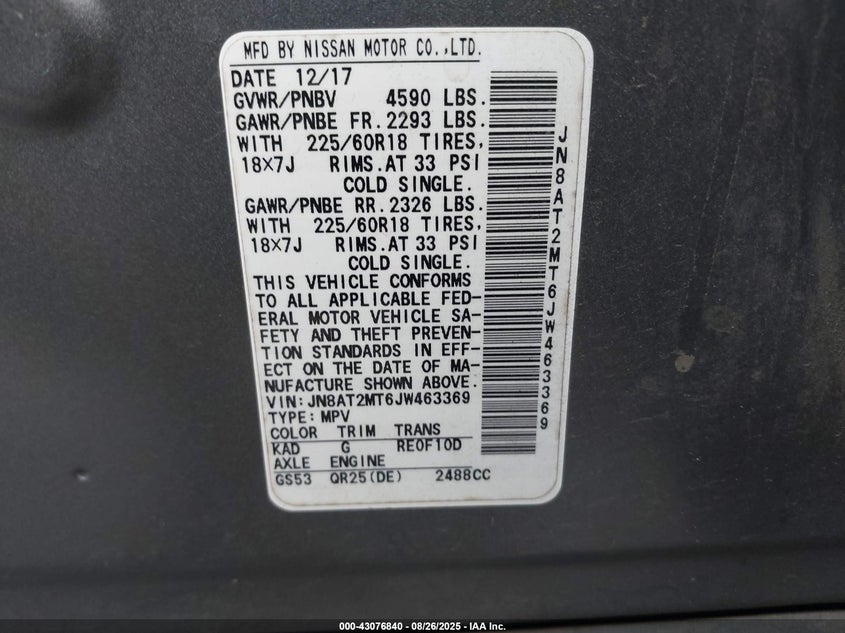 MFD BY NISSAN MOTOR CO.,LTD.
DATE 12/17
GVWR/PNBV 4590 LBS.
GAWR/PNBE FR. 2293 LBS.
WITH 225/60R18 TIRES,
18×7J RIMS. AT 33 PSI
COLD SINGLE.
GAWR/PNBE RR. 2326 LBS.
WITH 225/60R18 TIRES,
18×7J RIMS. AT 33 PSI
COLD SINGLE.
THIS VEHICLE CONFORMS
TO ALL APPLICABLE FED-
ERAL MOTOR VEHICLE SA-
FETY AND THEFT PREVEN-
TION STANDARDS IN EFF-
ECT ON THE DATE OF MA-
NUFACTURE SHOWN ABOVE.
VIN:JN8AT2MT6JW463369
TYPE:MPV
COLOR TRIM TRANS
KAD G RE0F10D
AXLE ENGINE
GS53 QR25(DE) 2488CC
JN8AT2MT6JW463369
000-43076840 - 08/26/2025 - IAA Inc.